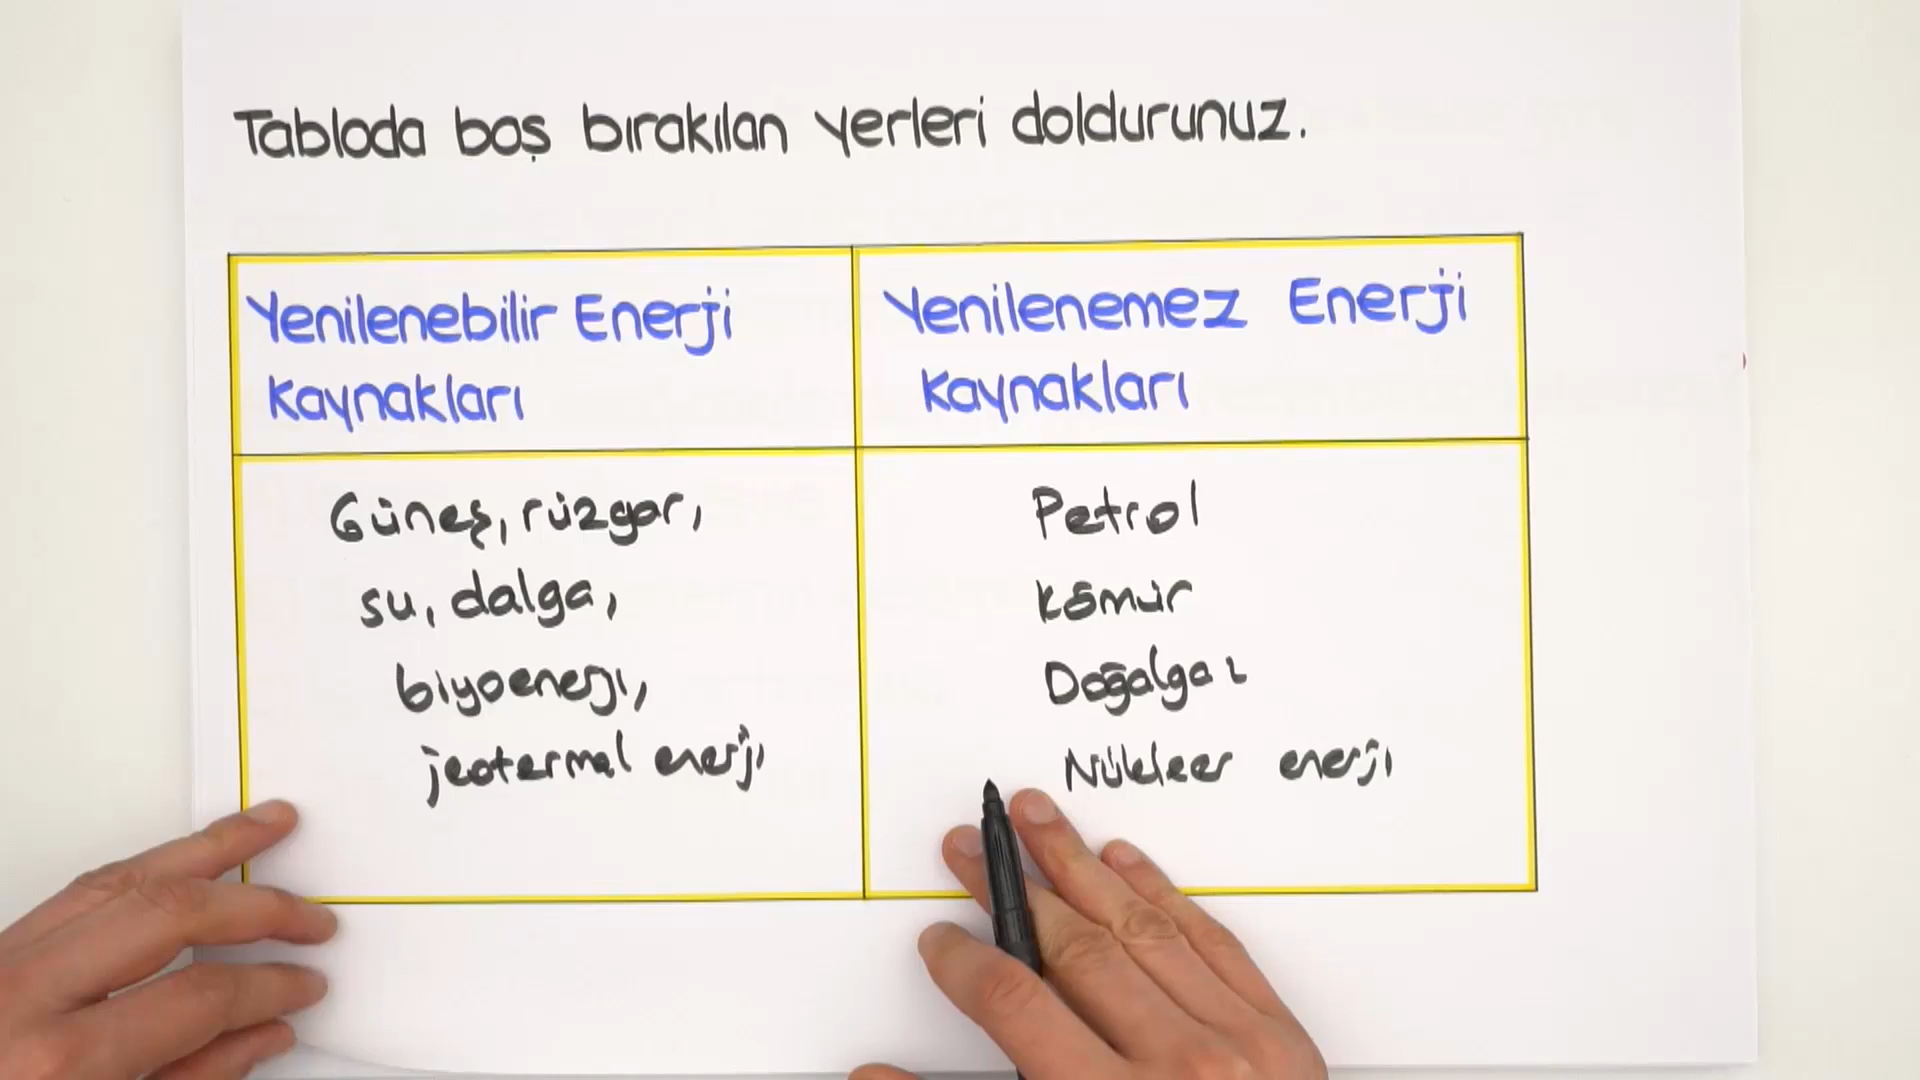 Tabloda boş bırakılan yerleri doldurunuz.
Yenilenebilir Enerji
Kaynakları
Yenilenemez Enerji
Kaynakları
Güneş, rüzgar,
su, dalga,
biyoenerji,
jeotermal enerji
Petrol
Kömür
Doğalgaz
Nükleer enerji